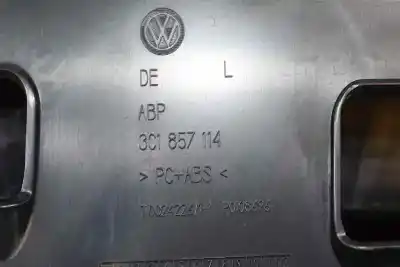 DE L
ABP
3C1 857 114
> PC+ABS <